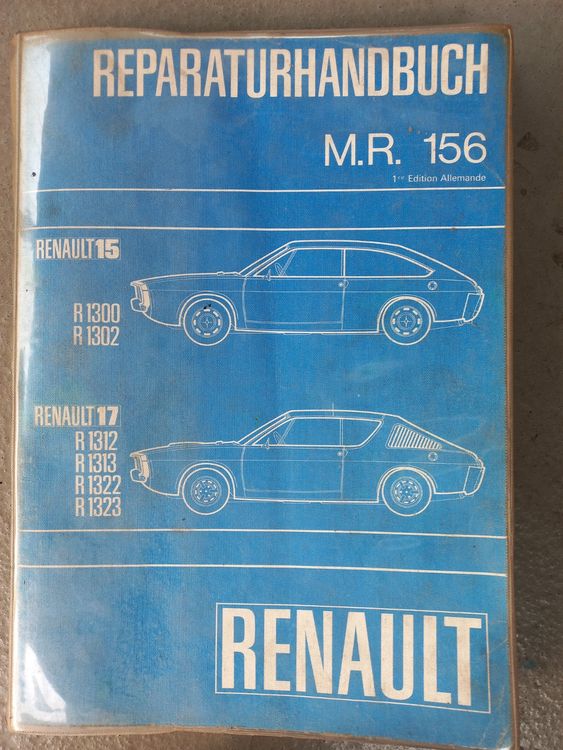 REPARATURHANDBUCH
M.R. 156
1re Edition Allemande
RENAULT 15
R 1300
R 1302
RENAULT 17
R 1312
R 1313
R 1322
R 1323
RENAULT